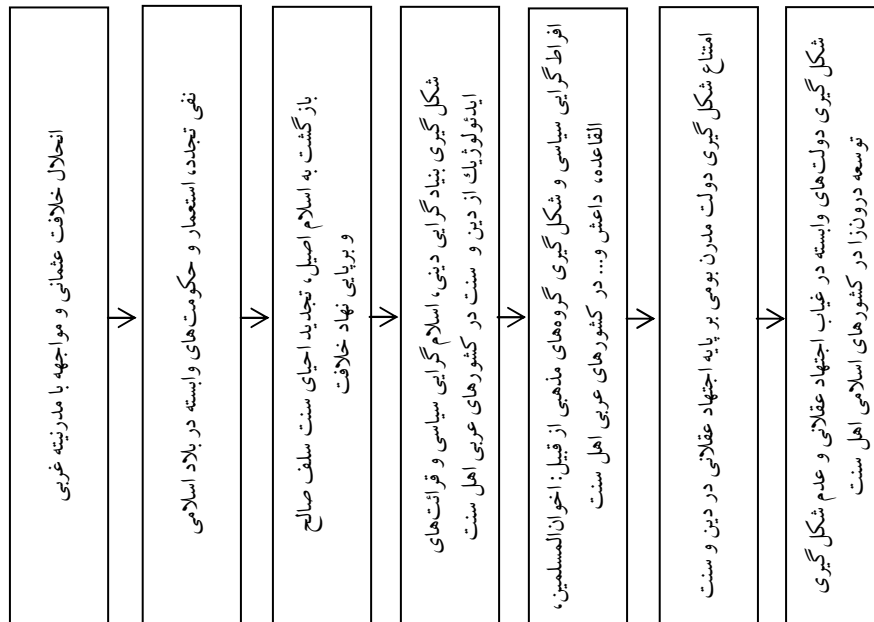 انحلال خلافت عثمانی و مواجهه با مدرنیته غربی
نفی تجدد، استعمار و حکومت‌های وابسته در بلاد اسلامی
بازگشت به اسلام اصیل، تجدید احیای سنت سلف صالح
و برپایی نهاد خلافت
شکل گیری بنیادگرایی دینی، اسلام گرایی سیاسی و قرائت‌های
ایدئولوژیك از دین و سنت در کشورهای عربی اهل سنت
افراط گرایی سیاسی و شکل گیری گروه‌های مذهبی از قبیل: اخوان‌المسلمین،
القاعده، داعش و... در کشورهای عربی اهل سنت
امتناع شکل گیری دولت مدرن بومی بر پایه اجتهاد عقلانی در دین و سنت
شکل گیری دولت‌های وابسته در غیاب اجتهاد عقلانی و عدم شکل گیری
توسعه درون‌زا در کشورهای اسلامی اهل سنت